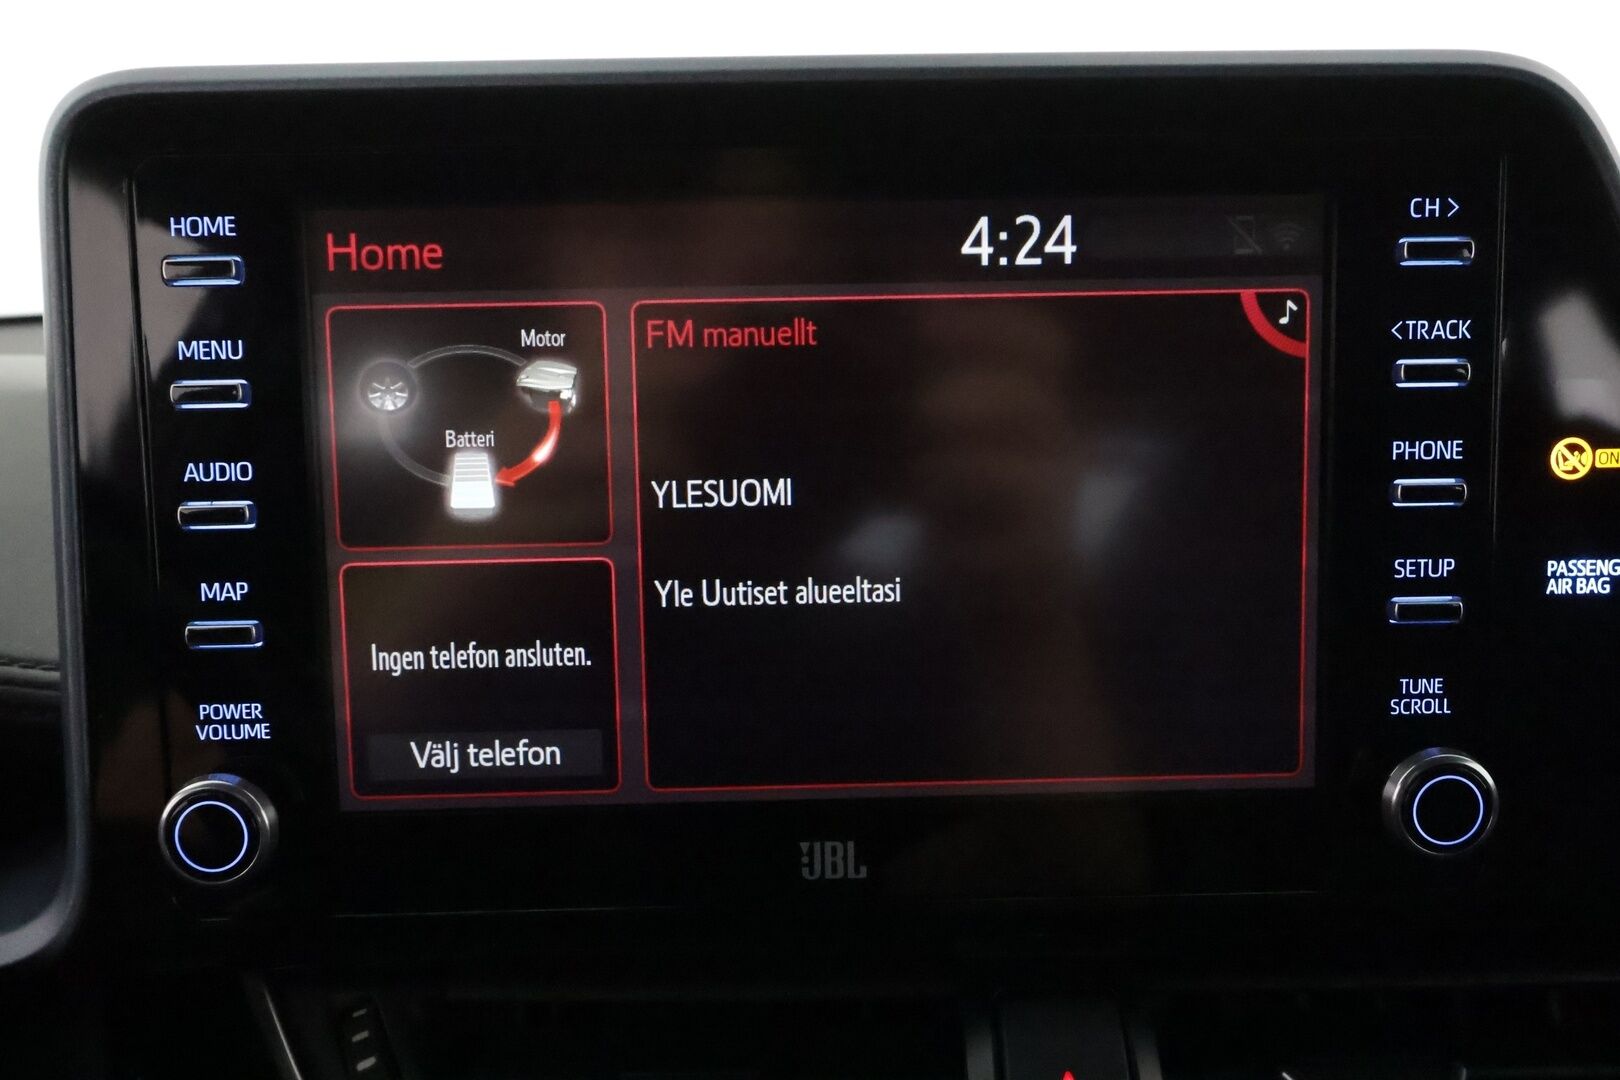 HOME
MENU
AUDIO
MAP
POWER
VOLUME
Home
4:24
Motor
Batteri
FM manuellt
YLESUOMI
Yle Uutiset alueeltasi
Ingen telefon ansluten.
Välj telefon
JBL
CH >
<TRACK
PHONE
SETUP
TUNE
SCROLL
ON
PASSENG
AIR BAG